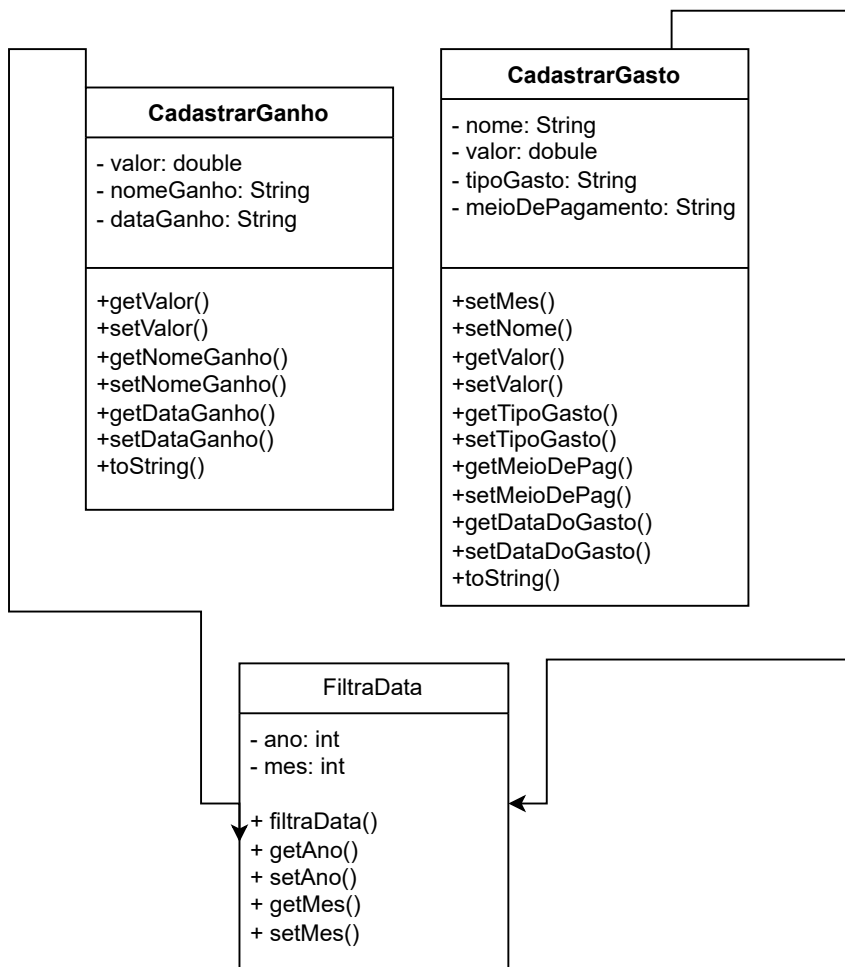 CadastrarGanho
- valor: double
- nomeGanho: String
- dataGanho: String
+getValor()
+setValor()
+getNomeGanho()
+setNomeGanho()
+getDataGanho()
+setDataGanho()
+toString()
CadastrarGasto
- nome: String
- valor: dobule
- tipoGasto: String
- meioDePagamento: String
+setMes()
+setNome()
+getValor()
+setValor()
+getTipoGasto()
+setTipoGasto()
+getMeioDePag()
+setMeioDePag()
+getDataDoGasto()
+setDataDoGasto()
+toString()
FiltraData
- ano: int
- mes: int
+ filtraData()
+ getAno()
+ setAno()
+ getMes()
+ setMes()